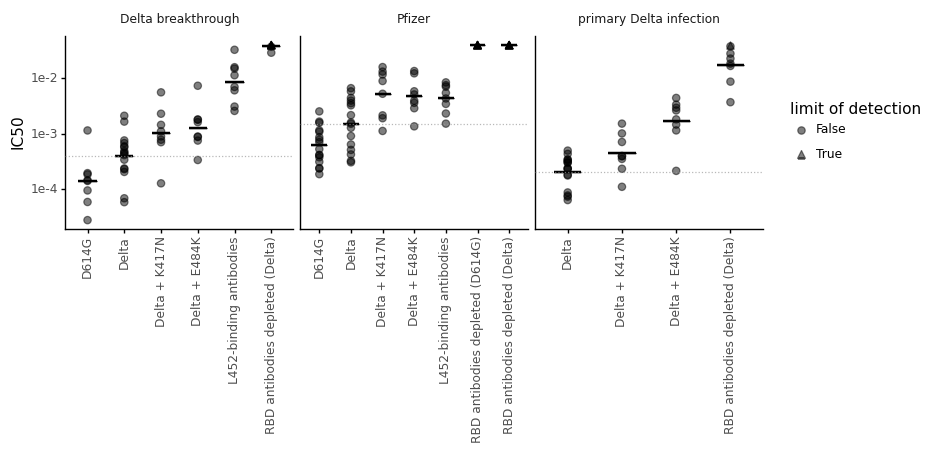 Delta breakthrough
Pfizer
primary Delta infection
IC50
1e-2
1e-3
1e-4
limit of detection
False
True
D614G
Delta
Delta + K417N
Delta + E484K
L452-binding antibodies
RBD antibodies depleted (Delta)
D614G
Delta
Delta + K417N
Delta + E484K
L452-binding antibodies
RBD antibodies depleted (D614G)
RBD antibodies depleted (Delta)
Delta
Delta + K417N
Delta + E484K
RBD antibodies depleted (Delta)